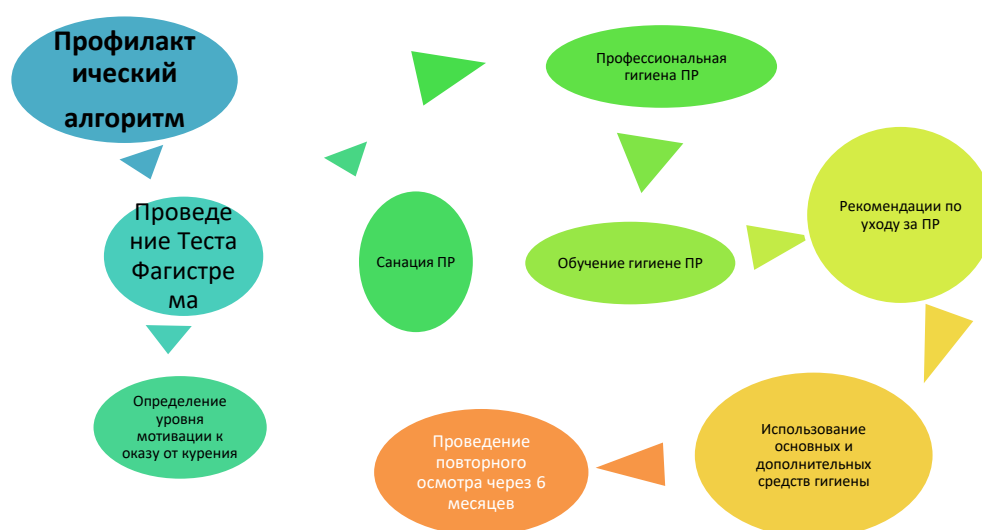 Профилакт
ический
алгоритм
Проведе
ние Теста
Фагистре
ма
Определение
уровня
мотивации к
оказу от курения
Санация ПР
Профессиональная
гигиена ПР
Обучение гигиене ПР
Рекомендации по
уходу за ПР
Использование
основных и
дополнительных
средств гигиены
Проведение
повторного
осмотра через 6
месяцев